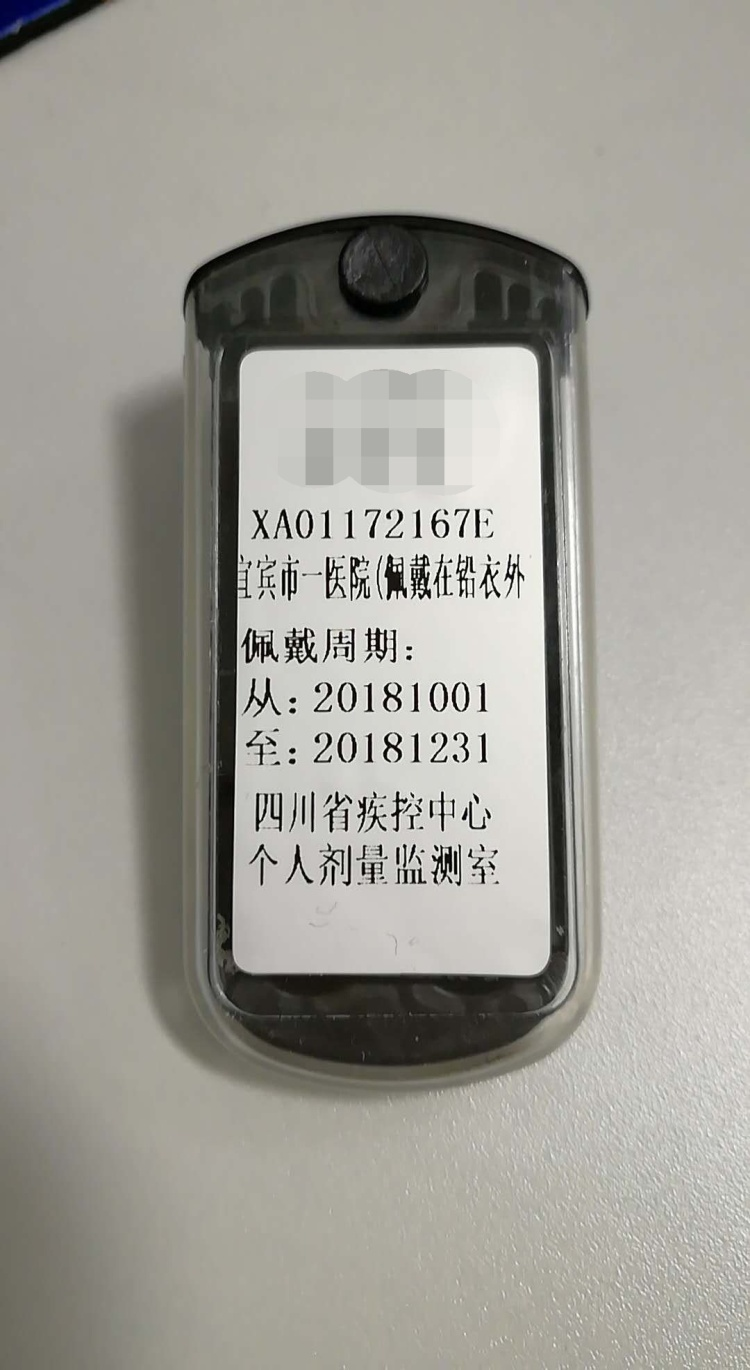 XA01172167E
宜宾市一医院(佩戴在铅衣外
佩戴周期:
从: 20181001
至: 20181231
四川省疾控中心
个人剂量监测室